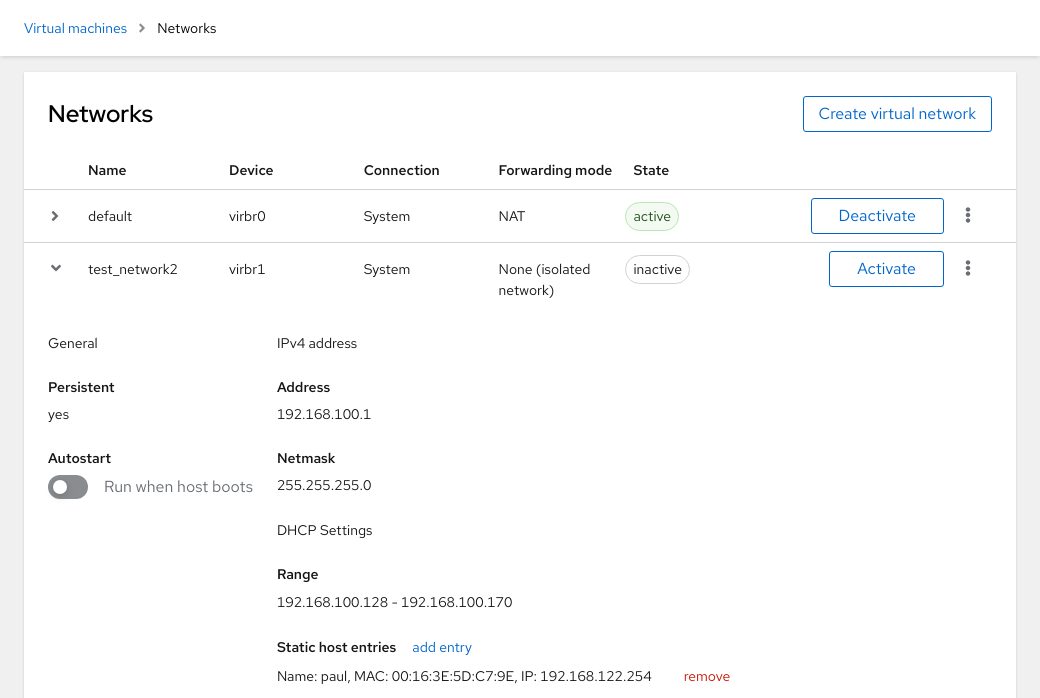 Virtual machines > Networks
Networks
Create virtual network
Name Device Connection Forwarding mode State
default virbr0 System NAT active Deactivate
test_network2 virbr1 System None (isolated network) inactive Activate
General
Persistent
yes
Autostart
Run when host boots
IPv4 address
Address
192.168.100.1
Netmask
255.255.255.0
DHCP Settings
Range
192.168.100.128 - 192.168.100.170
Static host entries add entry
Name: paul, MAC: 00:16:3E:5D:C7:9E, IP: 192.168.122.254 remove